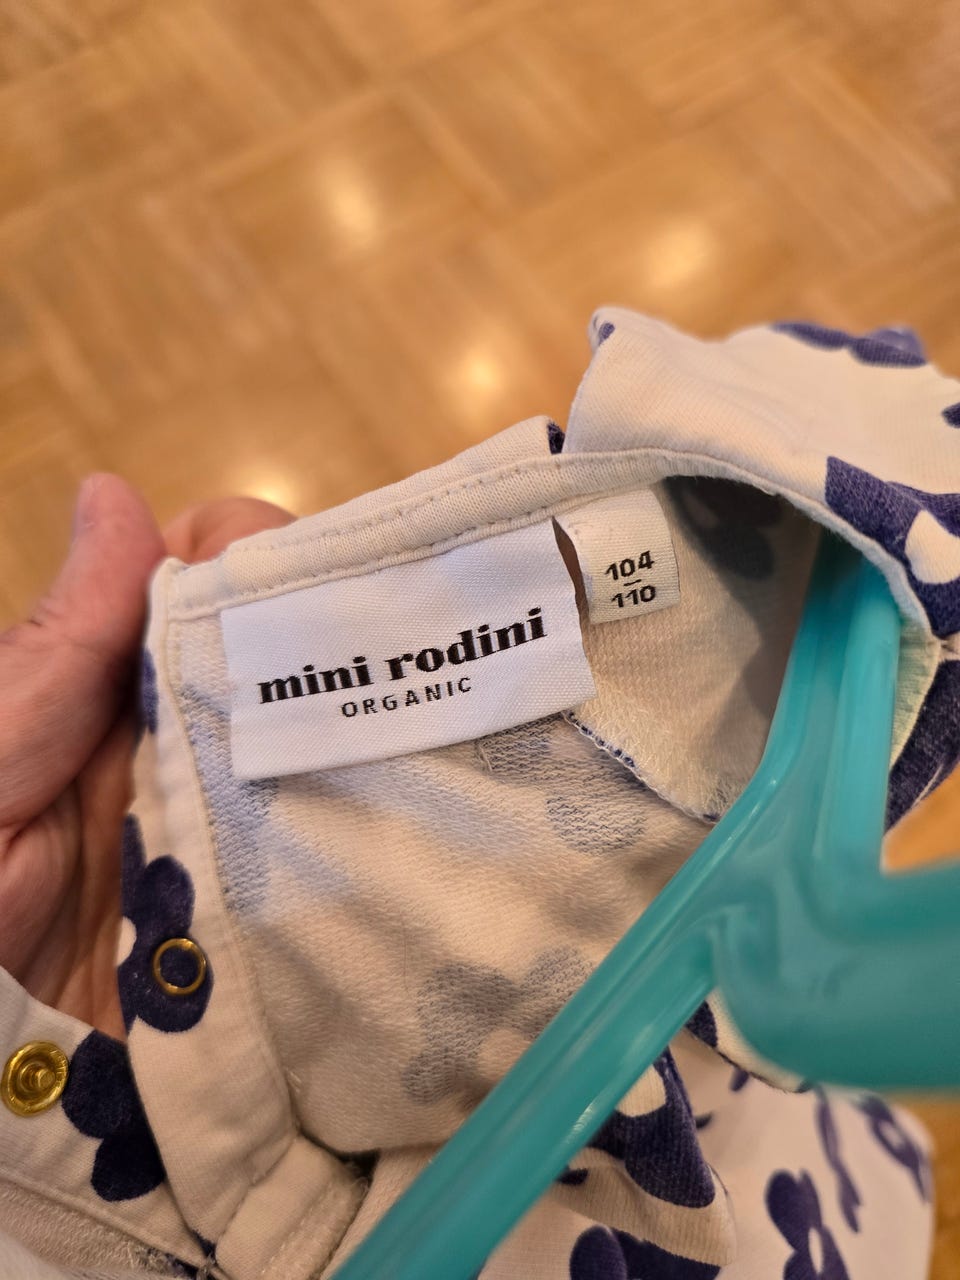 mini rodini
ORGANIC
104
–
110